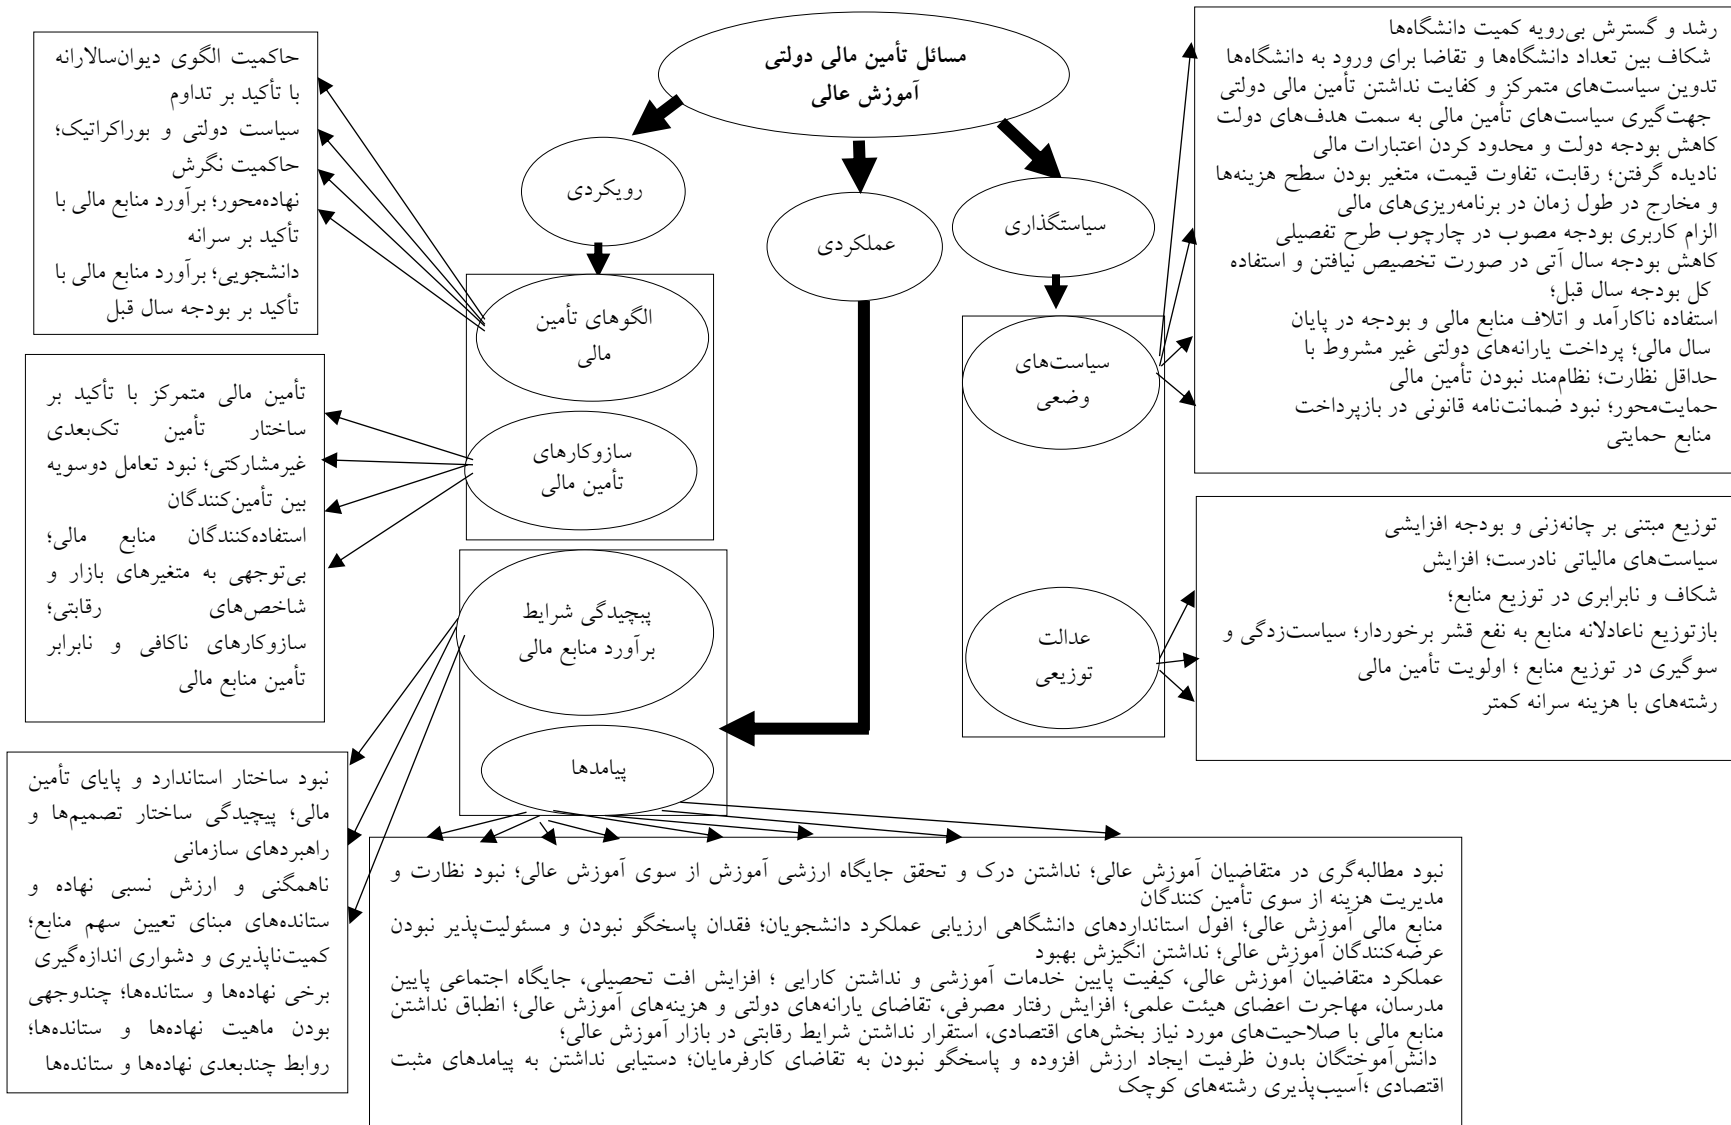 مسائل تأمین مالی دولتی
آموزش عالی
رویکردی
عملکردی
سیاستگذاری
رشد و گسترش بی‌رویه کمیت دانشگاه‌ها
شکاف بین تعداد دانشگاه‌ها و تقاضا برای ورود به دانشگاه‌ها
تدوین سیاست‌های متمرکز و کفایت نداشتن تأمین مالی دولتی
جهت‌گیری سیاست‌های تأمین مالی به سمت هدف‌های دولت
کاهش بودجه دولت و محدود کردن اعتبارات مالی
نادیده گرفتن؛ رقابت، تفاوت قیمت، متغیر بودن سطح هزینه‌ها
و مخارج در طول زمان در برنامه‌ریزی‌های مالی
الزام کاربری بودجه مصوب در چارچوب طرح تفصیلی
کاهش بودجه سال آتی در صورت تخصیص نیافتن و استفاده
کل بودجه سال قبل؛
استفاده ناکارآمد و اتلاف منابع مالی و بودجه در پایان
سال مالی؛ پرداخت یارانه‌های دولتی غیر مشروط با
حداقل نظارت؛ نظام‌مند نبودن تأمین مالی
حمایت‌محور؛ نبود ضمانت‌نامه قانونی در بازپرداخت
منابع حمایتی
سیاست‌های
وضعی
عدالت
توزیعی
توزیع مبتنی بر چانه‌زنی و بودجه افزایشی
سیاست‌های مالیاتی نادرست؛ افزایش
شکاف و نابرابری در توزیع منابع؛
بازتوزیع ناعادلانه منابع به نفع قشر برخوردار؛ سیاست‌زدگی و
سوگیری در توزیع منابع ؛ اولویت تأمین مالی
رشته‌های با هزینه سرانه کمتر
حاکمیت الگوی دیوان‌سالارانه
با تأکید بر تداوم
سیاست دولتی و بوراکراتیک؛
حاکمیت نگرش
نهاده‌محور؛ برآورد منابع مالی با
تأکید بر سرانه
دانشجویی؛ برآورد منابع مالی با
تأکید بر بودجه سال قبل
الگوهای تأمین
مالی
سازوکارهای
تأمین مالی
تأمین مالی متمرکز با تأکید بر
ساختار تأمین تک‌بعدی
غیرمشارکتی؛ نبود تعامل دوسویه
بین تأمین‌کنندگان
استفاده‌کنندگان منابع مالی؛
بی‌توجهی به متغیرهای بازار و
شاخص‌های رقابتی؛
سازوکارهای ناکافی و نابرابر
تأمین منابع مالی
پیچیدگی شرایط
برآورد منابع مالی
پیامدها
نبود ساختار استاندارد و پایای تأمین
مالی؛ پیچیدگی ساختار تصمیم‌ها و
راهبردهای سازمانی
ناهمگنی و ارزش نسبی نهاده و
ستانده‌های مبنای تعیین سهم منابع؛
کمیت‌ناپذیری و دشواری اندازه‌گیری
برخی نهاده‌ها و ستانده‌ها؛ چندوجهی
بودن ماهیت نهاده‌ها و ستانده‌ها؛
روابط چندبعدی نهاده‌ها و ستانده‌ها
نبود مطالبه‌گری در متقاضیان آموزش عالی؛ نداشتن درک و تحقق جایگاه ارزشی آموزش از سوی آموزش عالی؛ نبود نظارت و
مدیریت هزینه از سوی تأمین کنندگان
منابع مالی آموزش عالی؛ افول استانداردهای دانشگاهی ارزیابی عملکرد دانشجویان؛ فقدان پاسخگو نبودن و مسئولیت‌پذیر نبودن
عرضه‌کنندگان آموزش عالی؛ نداشتن انگیزش بهبود
عملکرد متقاضیان آموزش عالی، کیفیت پایین خدمات آموزشی و نداشتن کارایی ؛ افزایش افت تحصیلی، جایگاه اجتماعی پایین
مدرسان، مهاجرت اعضای هیئت علمی؛ افزایش رفتار مصرفی، تقاضای یارانه‌های دولتی و هزینه‌های آموزش عالی؛ انطباق نداشتن
منابع مالی با صلاحیت‌های مورد نیاز بخش‌های اقتصادی، استقرار نداشتن شرایط رقابتی در بازار آموزش عالی؛
دانش‌آموختگان بدون ظرفیت ایجاد ارزش افزوده و پاسخگو نبودن به تقاضای کارفرمایان؛ دستیابی نداشتن به پیامدهای مثبت
اقتصادی ؛آسیب‌پذیری رشته‌های کوچک